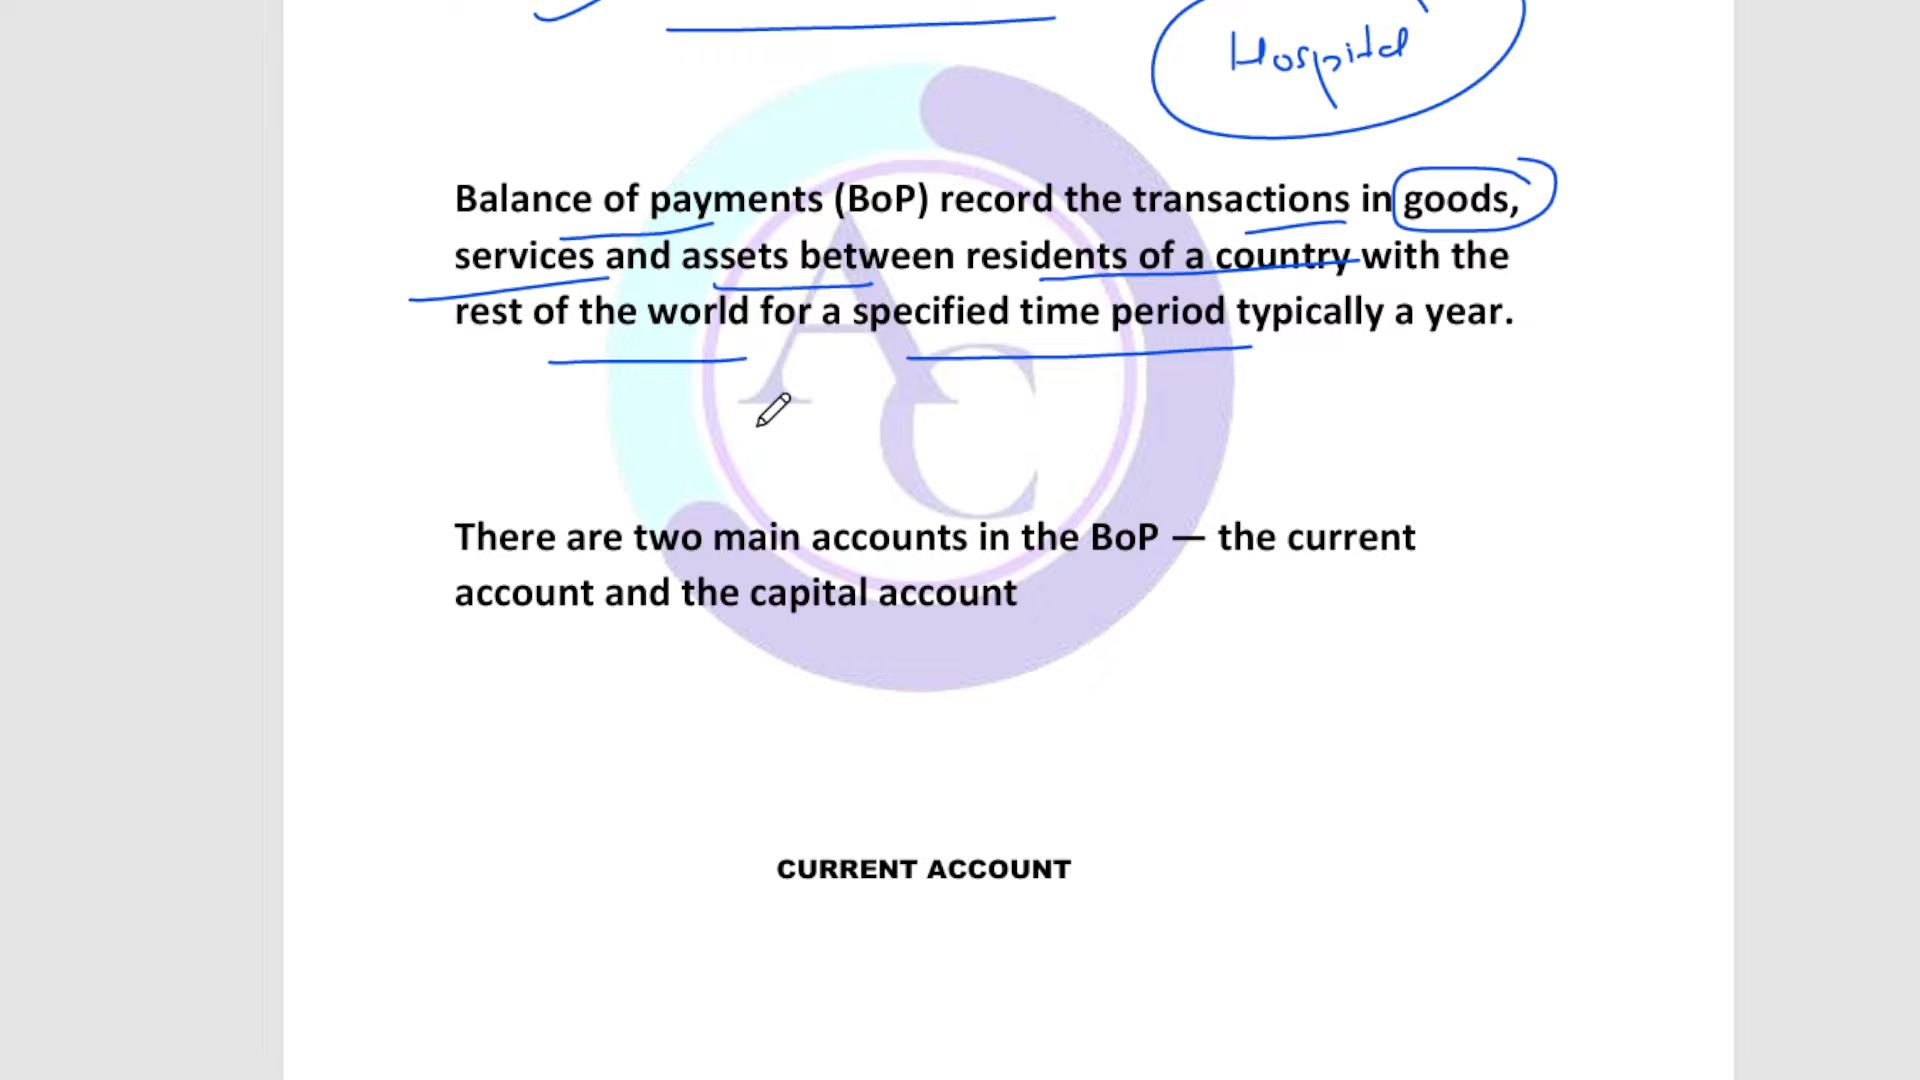 Hospital
Balance of payments (BoP) record the transactions in goods,
services and assets between residents of a country with the
rest of the world for a specified time period typically a year.
AC
There are two main accounts in the BoP — the current
account and the capital account
CURRENT ACCOUNT